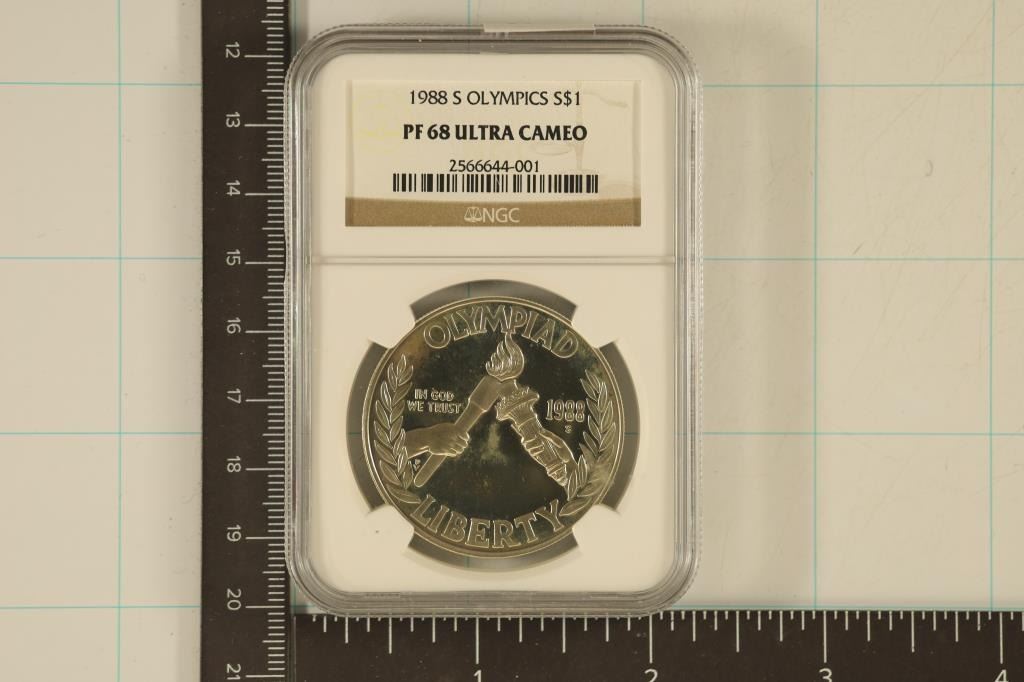 1988 S OLYMPICS S$1
PF 68 ULTRA CAMEO
2566644-001
NGC
OLYMPIAD
IN GOD
WE TRUST
1988
S
LIBERTY
12
13
14
15
16
17
18
19
20
21
1 2 3 4